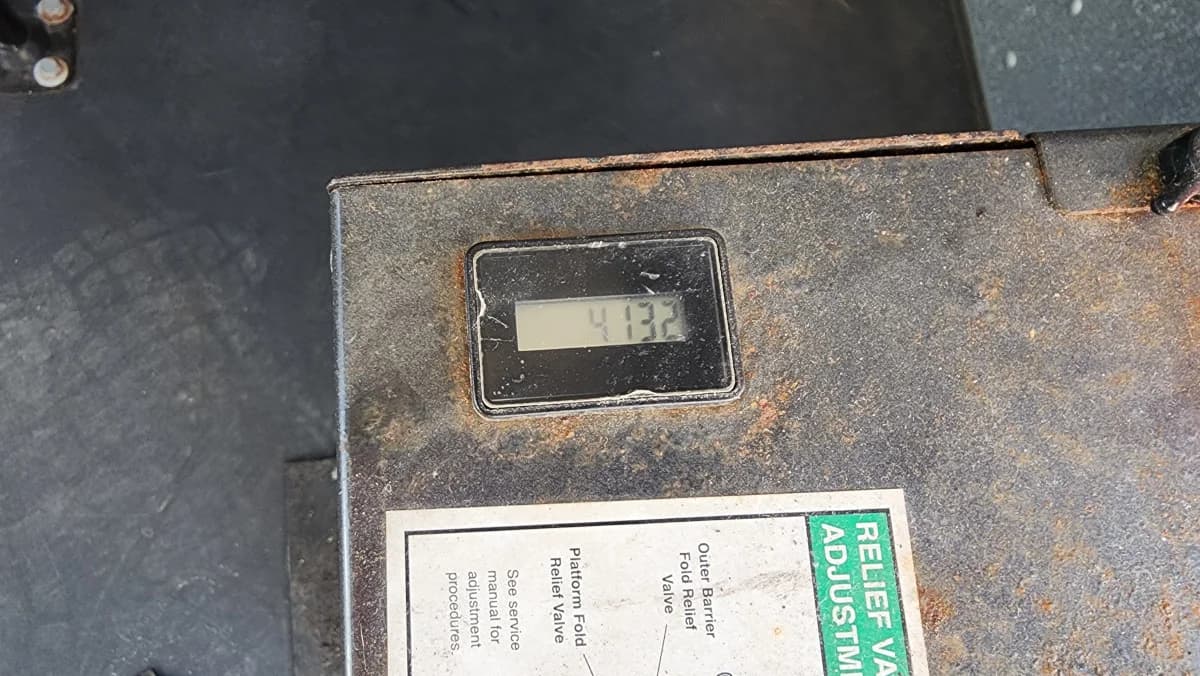 4132
RELIEF VA
ADJUSTM
Outer Barrier
Fold Relief
Valve
Platform Fold
Relief Valve
See service
manual for
adjustment
procedures.